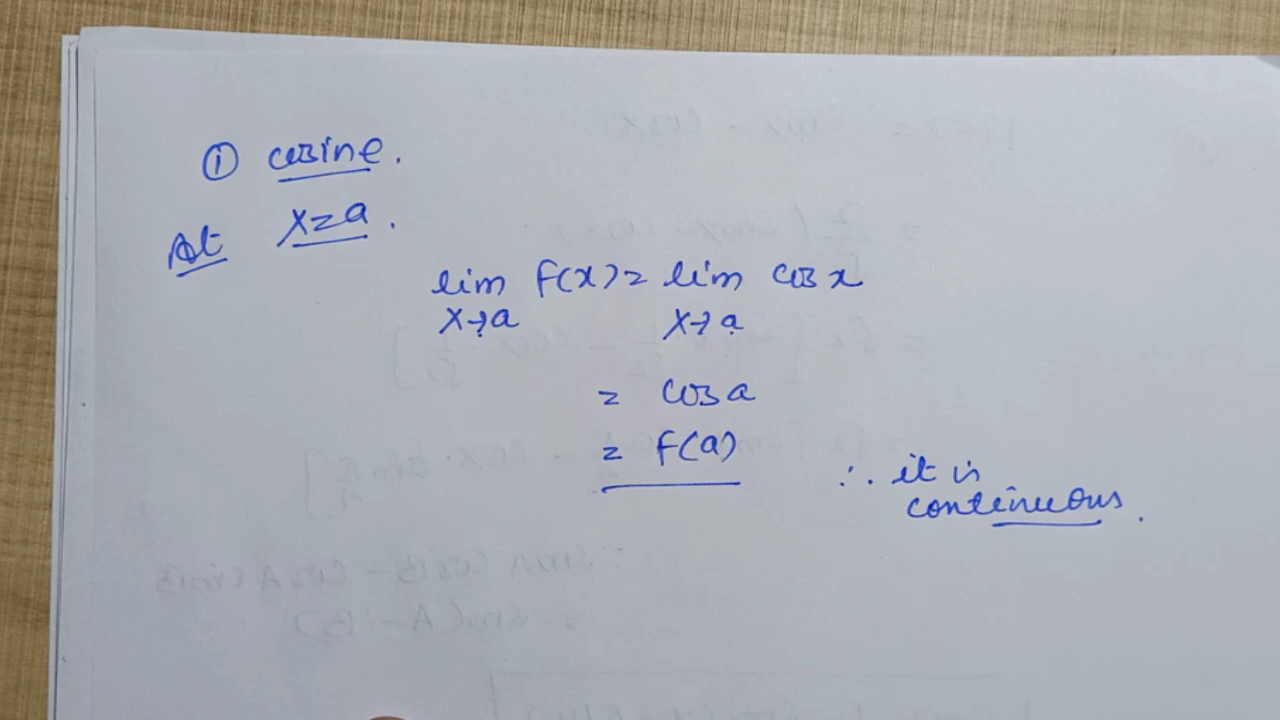 ① cosine.
At x=a.
lim f(x) = lim cos x
x→a x→a
= cos a
= f(a)
∴ it is
continuous.